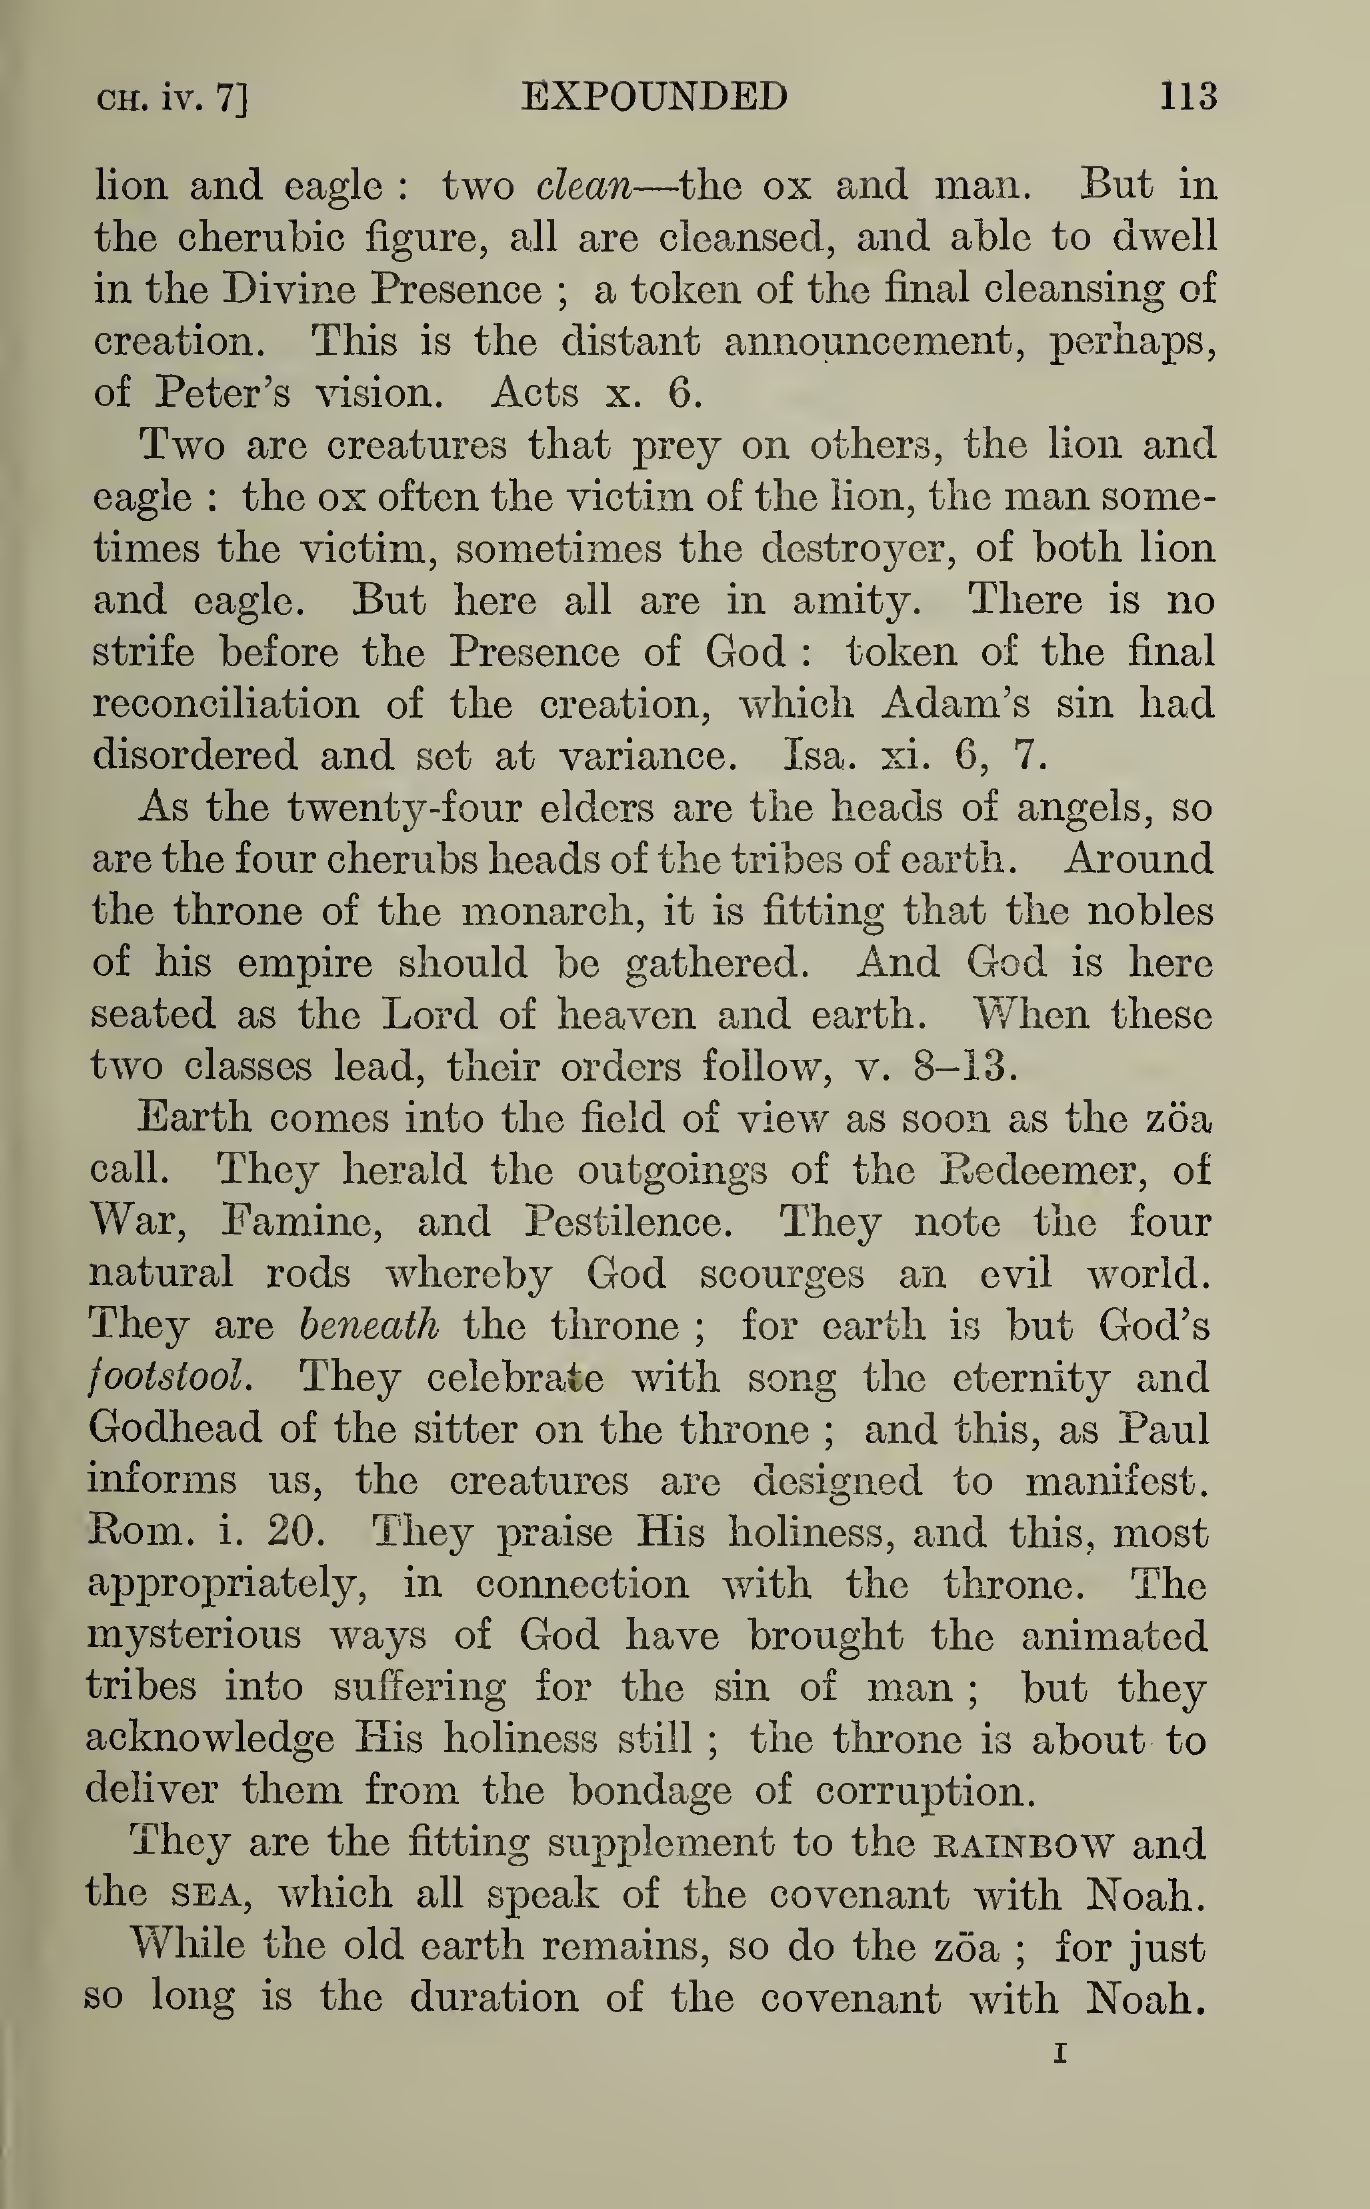 CH. iv. 7] EXPOUNDED 113
lion and eagle : two clean—the ox and man. But in
the cherubic figure, all are cleansed, and able to dwell
in the Divine Presence ; a token of the final cleansing of
creation. This is the distant announcement, perhaps,
of Peter's vision. Acts x. 6.
Two are creatures that prey on others, the lion and
eagle : the ox often the victim of the lion, the man some-
times the victim, sometimes the destroyer, of both lion
and eagle. But here all are in amity. There is no
strife before the Presence of God : token of the final
reconciliation of the creation, which Adam's sin had
disordered and set at variance. Isa. xi. 6, 7.
As the twenty-four elders are the heads of angels, so
are the four cherubs heads of the tribes of earth. Around
the throne of the monarch, it is fitting that the nobles
of his empire should be gathered. And God is here
seated as the Lord of heaven and earth. When these
two classes lead, their orders follow, v. 8–13.
Earth comes into the field of view as soon as the zöa
call. They herald the outgoings of the Redeemer, of
War, Famine, and Pestilence. They note the four
natural rods whereby God scourges an evil world.
They are beneath the throne ; for earth is but God's
footstool. They celebrate with song the eternity and
Godhead of the sitter on the throne ; and this, as Paul
informs us, the creatures are designed to manifest.
Rom. i. 20. They praise His holiness, and this, most
appropriately, in connection with the throne. The
mysterious ways of God have brought the animated
tribes into suffering for the sin of man ; but they
acknowledge His holiness still ; the throne is about to
deliver them from the bondage of corruption.
They are the fitting supplement to the RAINBOW and
the SEA, which all speak of the covenant with Noah.
While the old earth remains, so do the zöa ; for just
so long is the duration of the covenant with Noah.
I